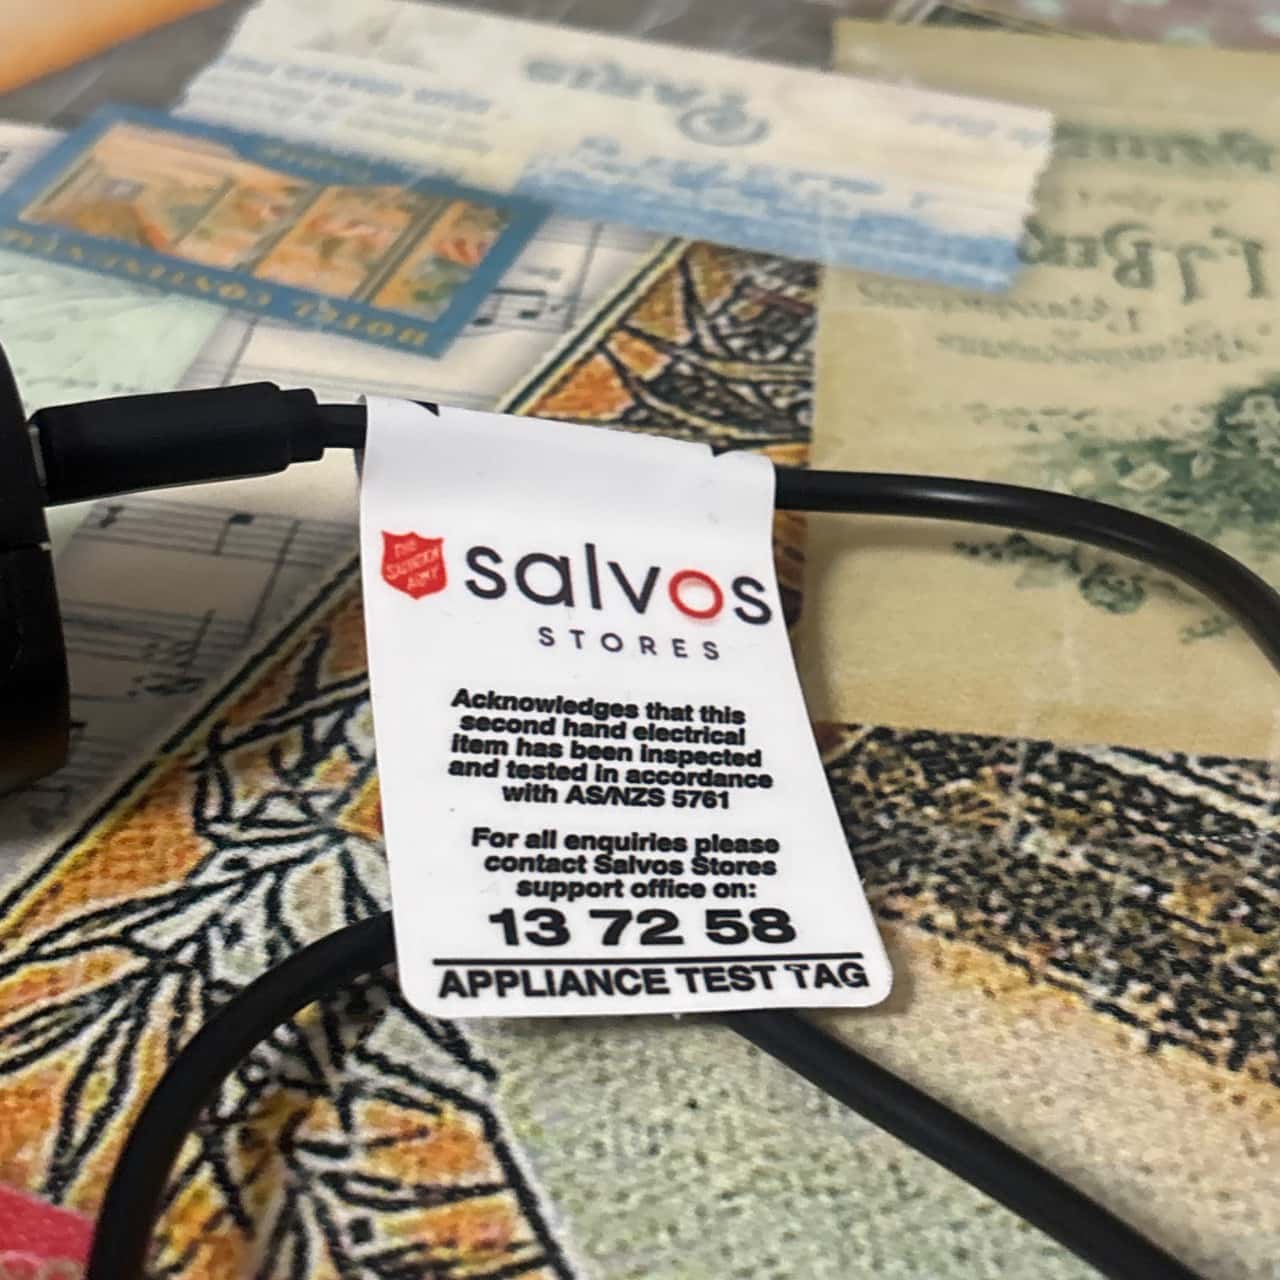 THE
SALVATION
ARMY
salvos
STORES
Acknowledges that this
second hand electrical
item has been inspected
and tested in accordance
with AS/NZS 5761
For all enquiries please
contact Salvos Stores
support office on:
13 72 58
APPLIANCE TEST TAG
HOTEL CONTINENTAL